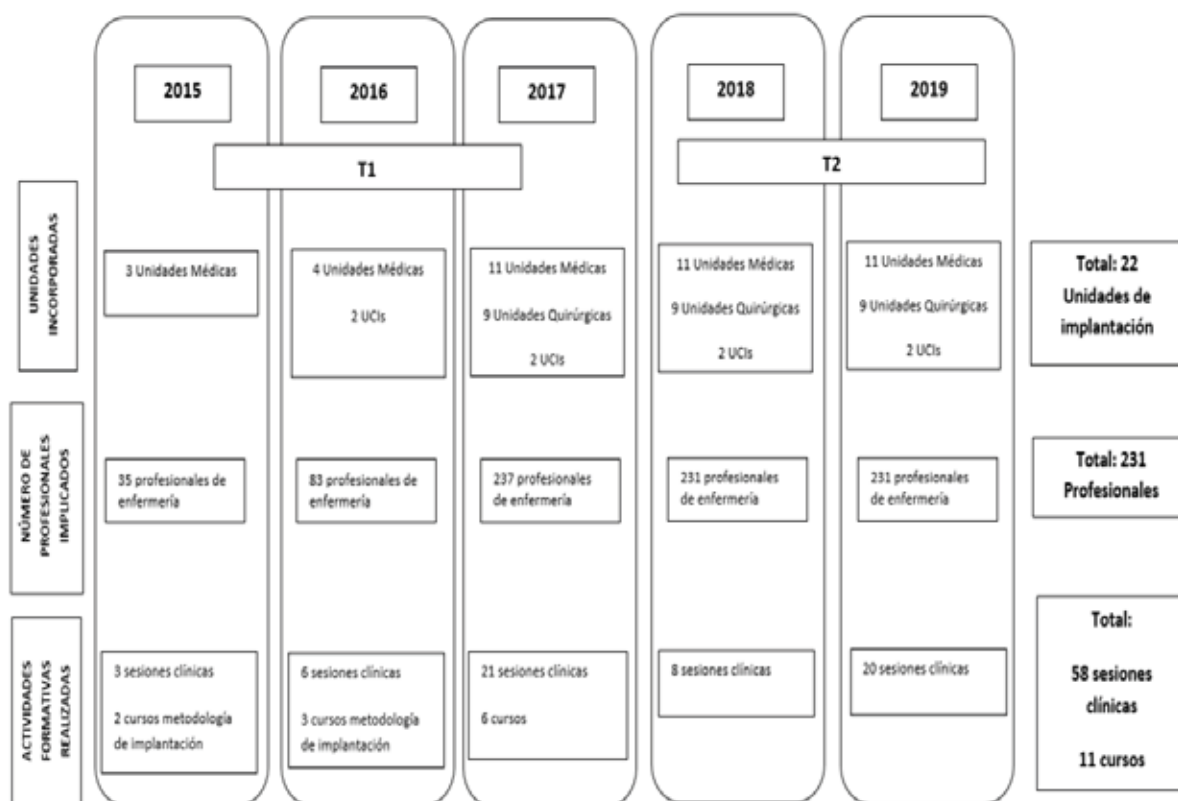 2015
2016
2017
2018
2019
T1
T2
UNIDADES
INCORPORADAS
3 Unidades Médicas
4 Unidades Médicas
2 UCIs
11 Unidades Médicas
9 Unidades Quirúrgicas
2 UCIs
11 Unidades Médicas
9 Unidades Quirúrgicas
2 UCIs
11 Unidades Médicas
9 Unidades Quirúrgicas
2 UCIs
Total: 22
Unidades de
implantación
NÚMERO DE
PROFESIONALES
IMPLICADOS
35 profesionales de
enfermería
83 profesionales de
enfermería
237 profesionales
de enfermería
231 profesionales
de enfermería
231 profesionales
de enfermería
Total: 231
Profesionales
ACTIVIDADES
FORMATIVAS
REALIZADAS
3 sesiones clínicas
2 cursos metodología
de implantación
6 sesiones clínicas
3 cursos metodología
de implantación
21 sesiones clínicas
6 cursos
8 sesiones clínicas
20 sesiones clínicas
Total:
58 sesiones
clínicas
11 cursos